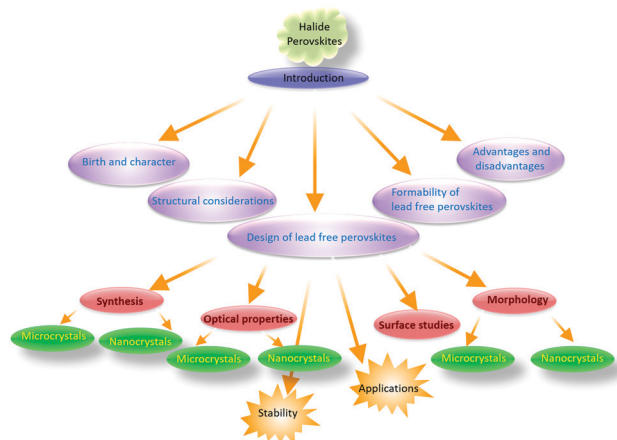 Halide
Perovskites
Introduction
Birth and character
Advantages and
disadvantages
Structural considerations
Formability of
lead free perovskites
Design of lead free perovskites
Synthesis
Optical properties
Surface studies
Morphology
Microcrystals
Nanocrystals
Microcrystals
Nanocrystals
Microcrystals
Nanocrystals
Stability
Applications